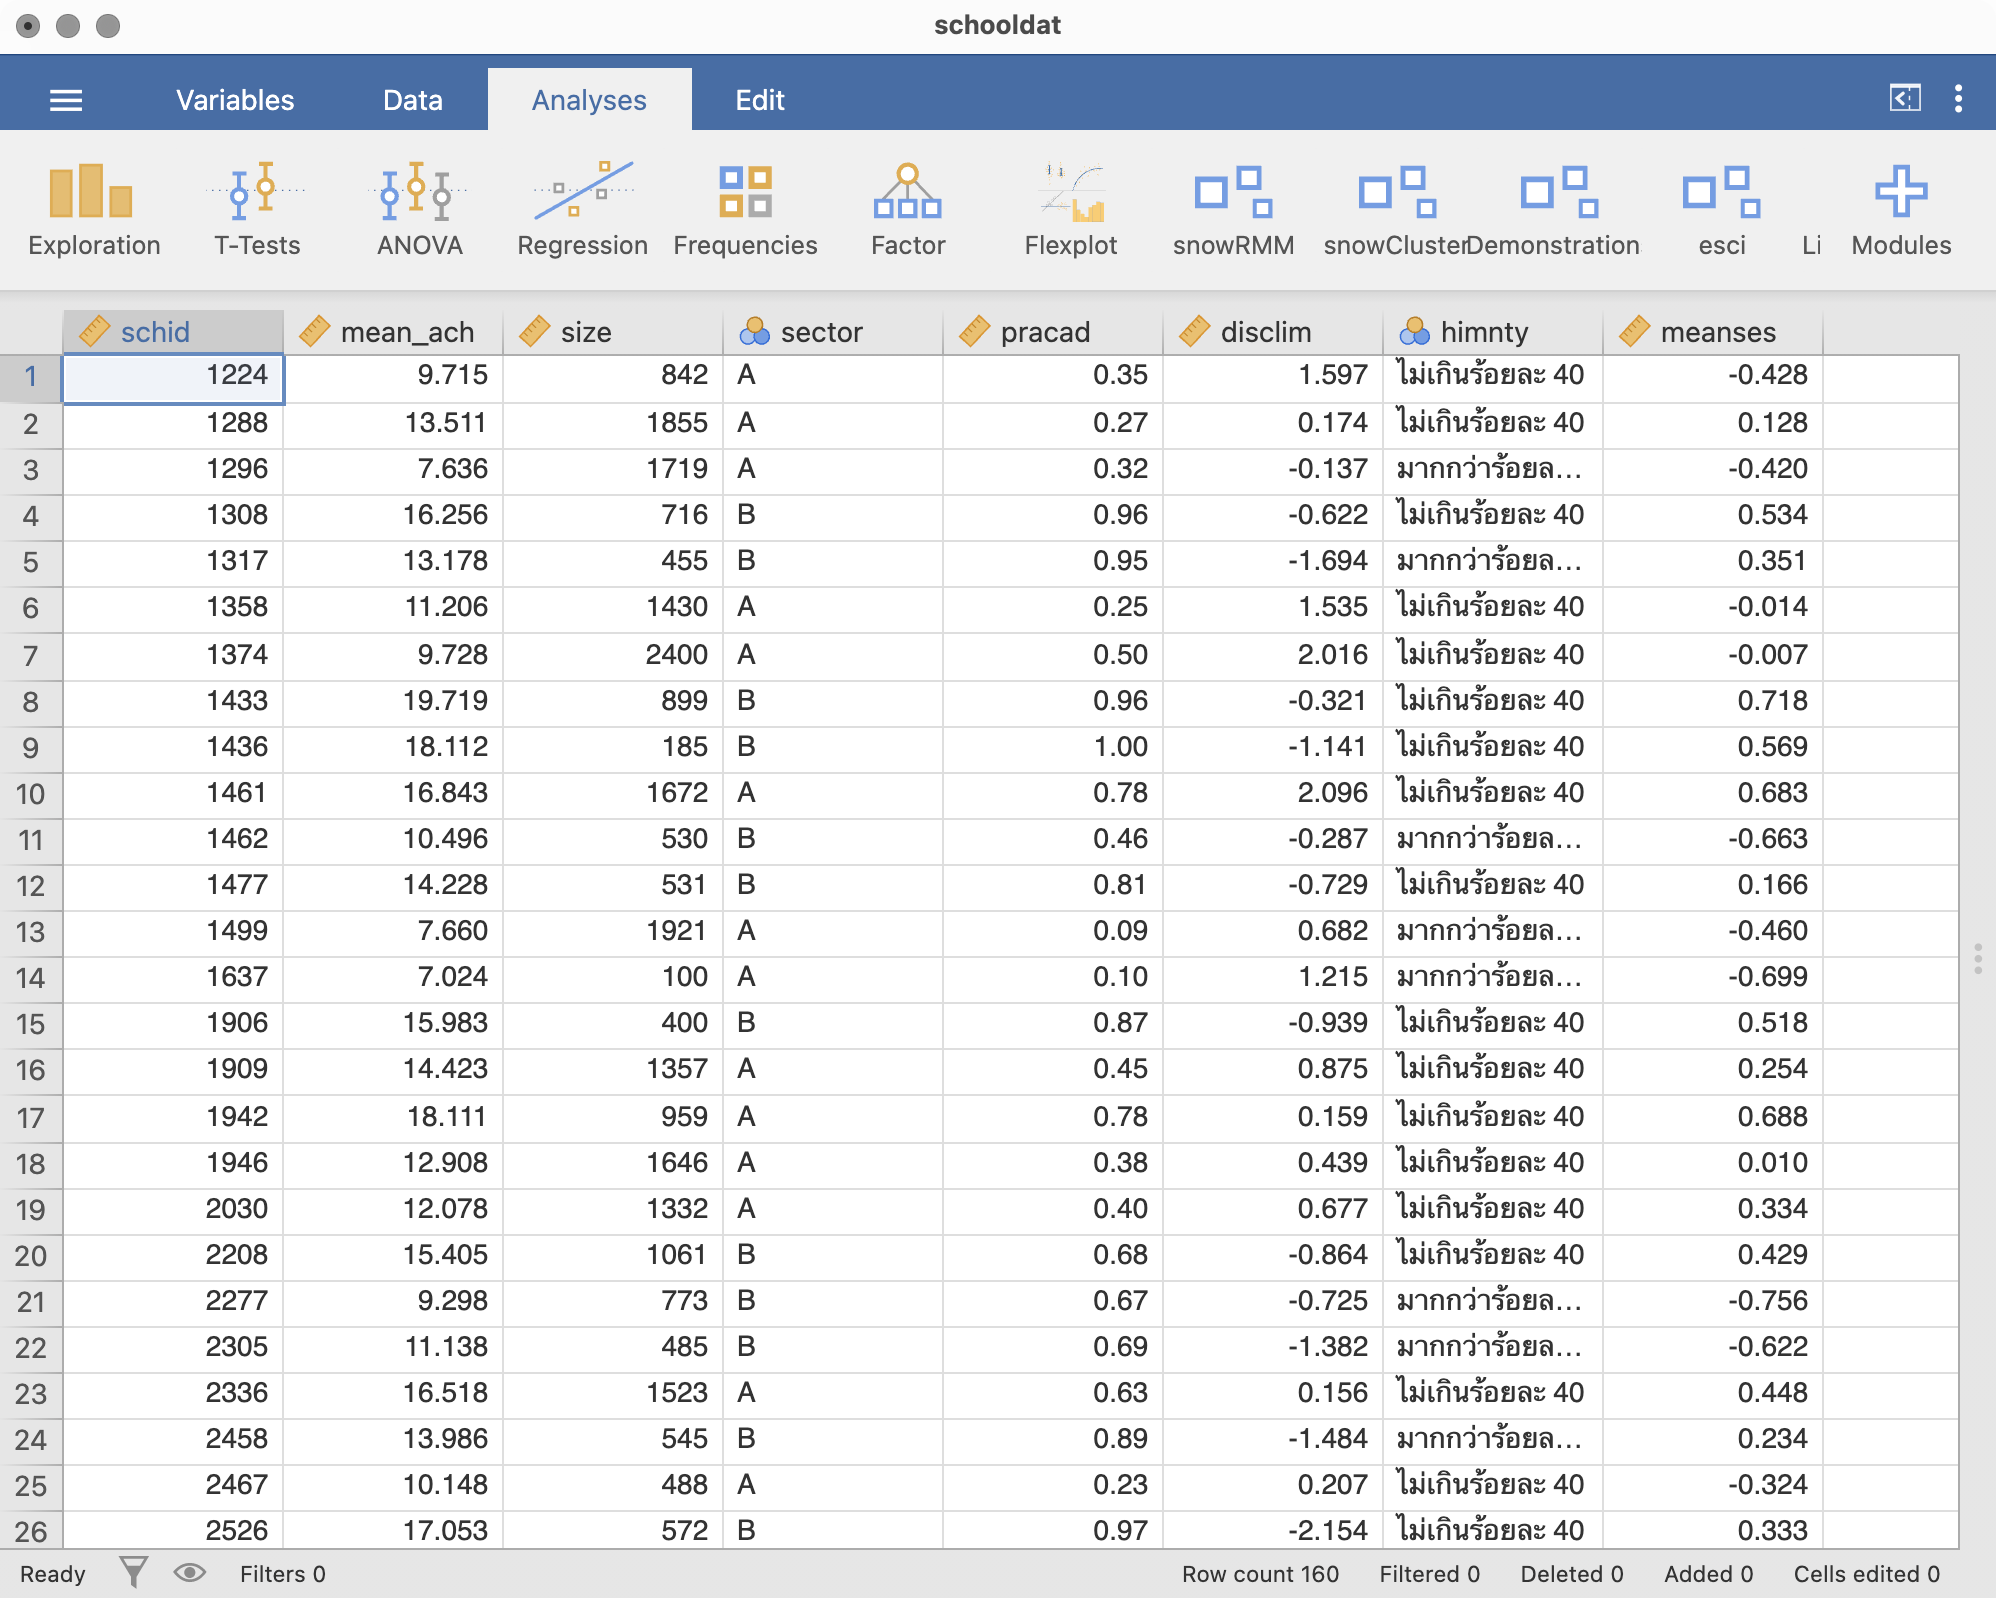 schooldat
Variables Data Analyses Edit
Exploration T-Tests ANOVA Regression Frequencies Factor Flexplot snowRMM snowCluster Demonstration esci Li Modules
schid mean_ach size sector pracad disclim himnty meanses
1 1224 9.715 842 A 0.35 1.597 ไม่เกินร้อยละ 40 -0.428
2 1288 13.511 1855 A 0.27 0.174 ไม่เกินร้อยละ 40 0.128
3 1296 7.636 1719 A 0.32 -0.137 มากกว่าร้อยล... -0.420
4 1308 16.256 716 B 0.96 -0.622 ไม่เกินร้อยละ 40 0.534
5 1317 13.178 455 B 0.95 -1.694 มากกว่าร้อยล... 0.351
6 1358 11.206 1430 A 0.25 1.535 ไม่เกินร้อยละ 40 -0.014
7 1374 9.728 2400 A 0.50 2.016 ไม่เกินร้อยละ 40 -0.007
8 1433 19.719 899 B 0.96 -0.321 ไม่เกินร้อยละ 40 0.718
9 1436 18.112 185 B 1.00 -1.141 ไม่เกินร้อยละ 40 0.569
10 1461 16.843 1672 A 0.78 2.096 ไม่เกินร้อยละ 40 0.683
11 1462 10.496 530 B 0.46 -0.287 มากกว่าร้อยล... -0.663
12 1477 14.228 531 B 0.81 -0.729 ไม่เกินร้อยละ 40 0.166
13 1499 7.660 1921 A 0.09 0.682 มากกว่าร้อยล... -0.460
14 1637 7.024 100 A 0.10 1.215 มากกว่าร้อยล... -0.699
15 1906 15.983 400 B 0.87 -0.939 ไม่เกินร้อยละ 40 0.518
16 1909 14.423 1357 A 0.45 0.875 ไม่เกินร้อยละ 40 0.254
17 1942 18.111 959 A 0.78 0.159 ไม่เกินร้อยละ 40 0.688
18 1946 12.908 1646 A 0.38 0.439 ไม่เกินร้อยละ 40 0.010
19 2030 12.078 1332 A 0.40 0.677 ไม่เกินร้อยละ 40 0.334
20 2208 15.405 1061 B 0.68 -0.864 ไม่เกินร้อยละ 40 0.429
21 2277 9.298 773 B 0.67 -0.725 มากกว่าร้อยล... -0.756
22 2305 11.138 485 B 0.69 -1.382 มากกว่าร้อยล... -0.622
23 2336 16.518 1523 A 0.63 0.156 ไม่เกินร้อยละ 40 0.448
24 2458 13.986 545 B 0.89 -1.484 มากกว่าร้อยล... 0.234
25 2467 10.148 488 A 0.23 0.207 ไม่เกินร้อยละ 40 -0.324
26 2526 17.053 572 B 0.97 -2.154 ไม่เกินร้อยละ 40 0.333
Ready Filters 0 Row count 160 Filtered 0 Deleted 0 Added 0 Cells edited 0